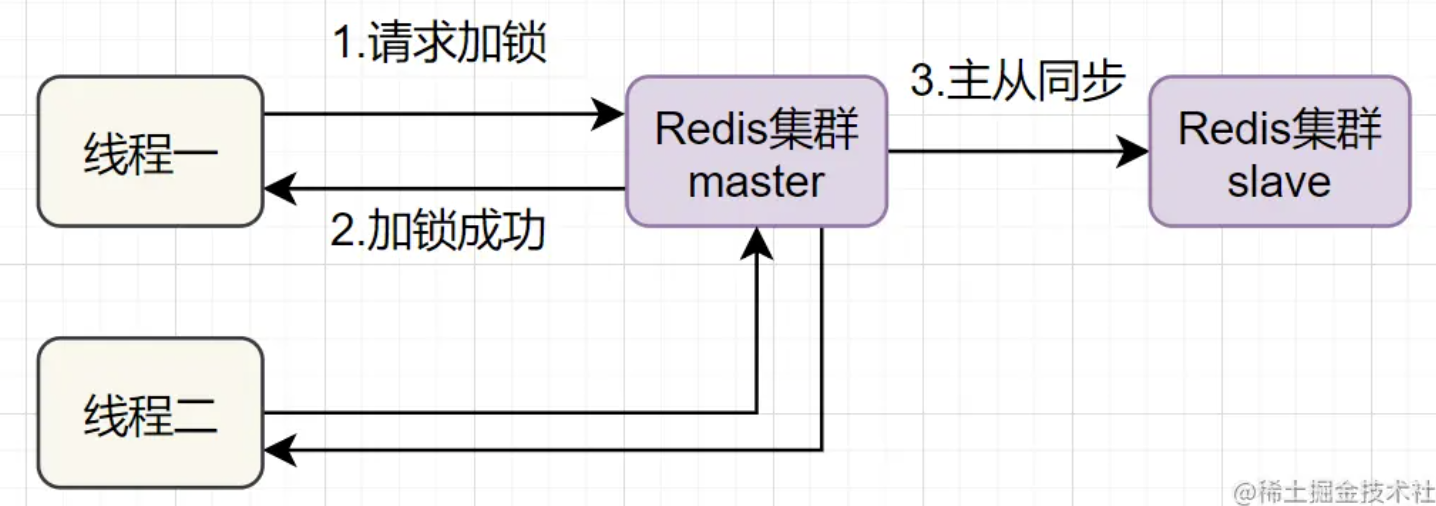 1.请求加锁
3.主从同步
线程一
Redis集群
master
Redis集群
slave
2.加锁成功
线程二
@稀土掘金技术社